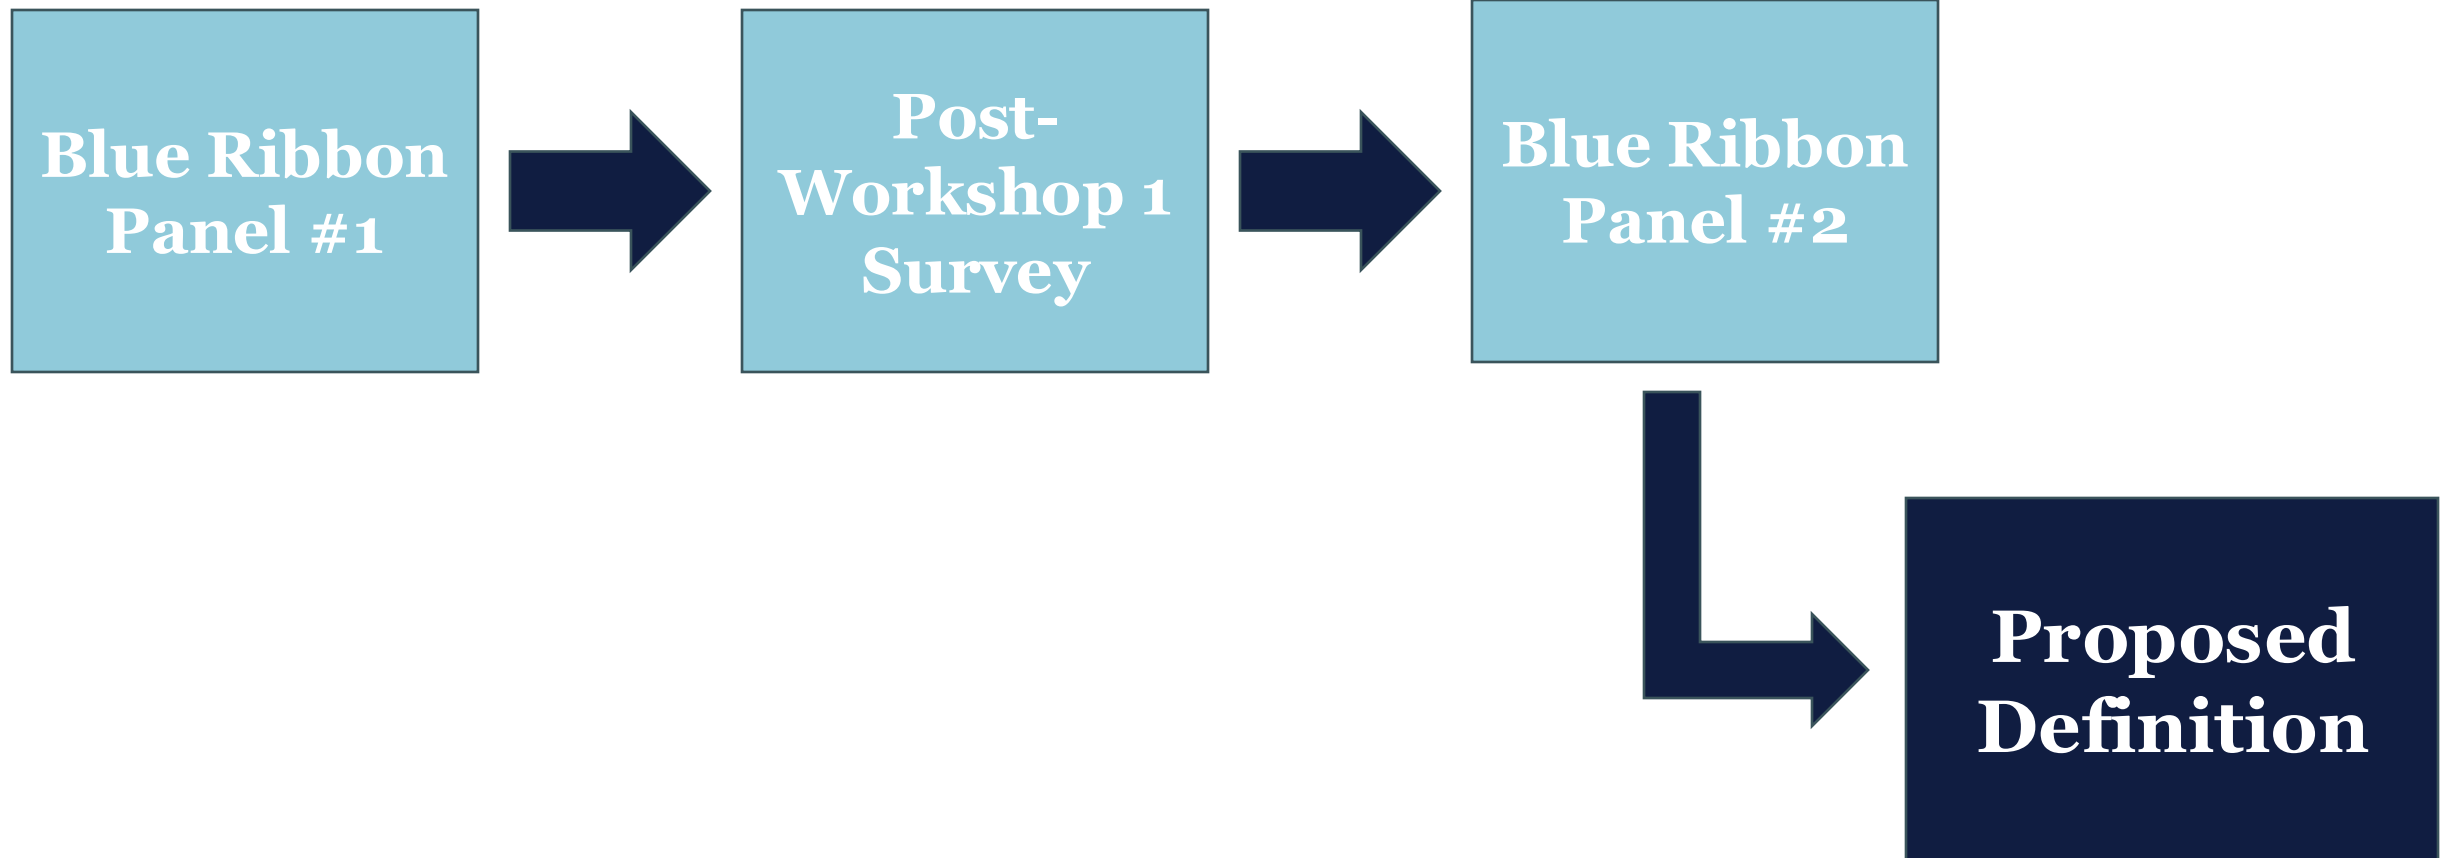 Blue Ribbon
Panel #1
Post-
Workshop 1
Survey
Blue Ribbon
Panel #2
Proposed
Definition